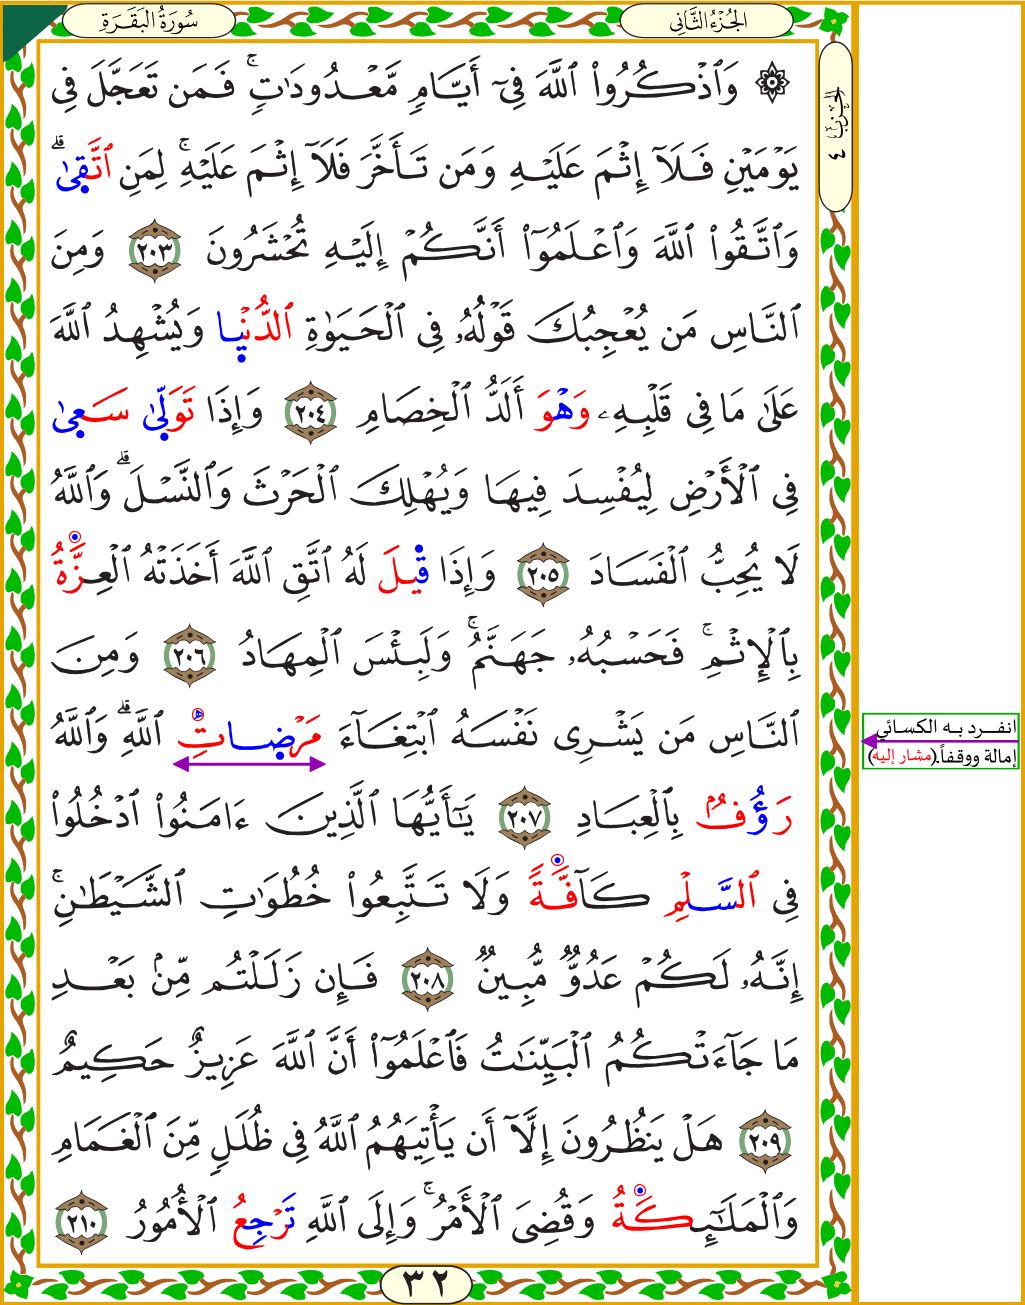 سُورَةُ البَقَرَةِ
الجُزْءُ الثَّانِي
الحزب ٤
۞ وَٱذْكُرُوا۟ ٱللَّهَ فِىٓ أَيَّامٍ مَّعْدُودَٰتٍ ۚ فَمَن تَعَجَّلَ فِى
يَوْمَيْنِ فَلَآ إِثْمَ عَلَيْهِ وَمَن تَأَخَّرَ فَلَآ إِثْمَ عَلَيْهِ ۚ لِمَنِ ٱتَّقِىٰ ۗ
وَٱتَّقُوا۟ ٱللَّهَ وَٱعْلَمُوٓا۟ أَنَّكُمْ إِلَيْهِ تُحْشَرُونَ ٢٠٣ وَمِنَ
ٱلنَّاسِ مَن يُعْجِبُكَ قَوْلُهُۥ فِى ٱلْحَيَوٰةِ ٱلدُّنْيِا وَيُشْهِدُ ٱللَّهَ
عَلَىٰ مَا فِى قَلْبِهِۦ وَهْوَ أَلَدُّ ٱلْخِصَامِ ٢٠٤ وَإِذَا تَوَلِّىٰ سَعِىٰ
فِى ٱلْأَرْضِ لِيُفْسِدَ فِيهَا وَيُهْلِكَ ٱلْحَرْثَ وَٱلنَّسْلَ ۗ وَٱللَّهُ
لَا يُحِبُّ ٱلْفَسَادَ ٢٠٥ وَإِذَا قِيلَ لَهُ ٱتَّقِ ٱللَّهَ أَخَذَتْهُ ٱلْعِزَّةُ
بِٱلْإِثْمِ ۚ فَحَسْبُهُۥ جَهَنَّمُ ۚ وَلَبِئْسَ ٱلْمِهَادُ ٢٠٦ وَمِنَ
ٱلنَّاسِ مَن يَشْرِى نَفْسَهُ ٱبْتِغَآءَ مَرْضِاتِ ٱللَّهِ ۗ وَٱللَّهُ
رَؤُفٌۢ بِٱلْعِبَادِ ٢٠٧ يَٰٓأَيُّهَا ٱلَّذِينَ ءَامَنُوا۟ ٱدْخُلُوا۟
فِى ٱلسَّلْمِ كَآفَّةً وَلَا تَتَّبِعُوا۟ خُطُوَٰتِ ٱلشَّيْطَٰنِ ۚ
إِنَّهُۥ لَكُمْ عَدُوٌّ مُّبِينٌ ٢٠٨ فَإِن زَلَلْتُم مِّنۢ بَعْدِ
مَا جَآءَتْكُمُ ٱلْبَيِّنَٰتُ فَٱعْلَمُوٓا۟ أَنَّ ٱللَّهَ عَزِيزٌ حَكِيمٌ
٢٠٩ هَلْ يَنظُرُونَ إِلَّآ أَن يَأْتِيَهُمُ ٱللَّهُ فِى ظُلَلٍ مِّنَ ٱلْغَمَامِ
وَٱلْمَلَٰٓئِكَةُ وَقُضِىَ ٱلْأَمْرُ ۚ وَإِلَى ٱللَّهِ تَرْجِعُ ٱلْأُمُورُ ٢١٠
انفرد به الكسائي
إمالة ووقفاً.(مشار إليه)
٣٢